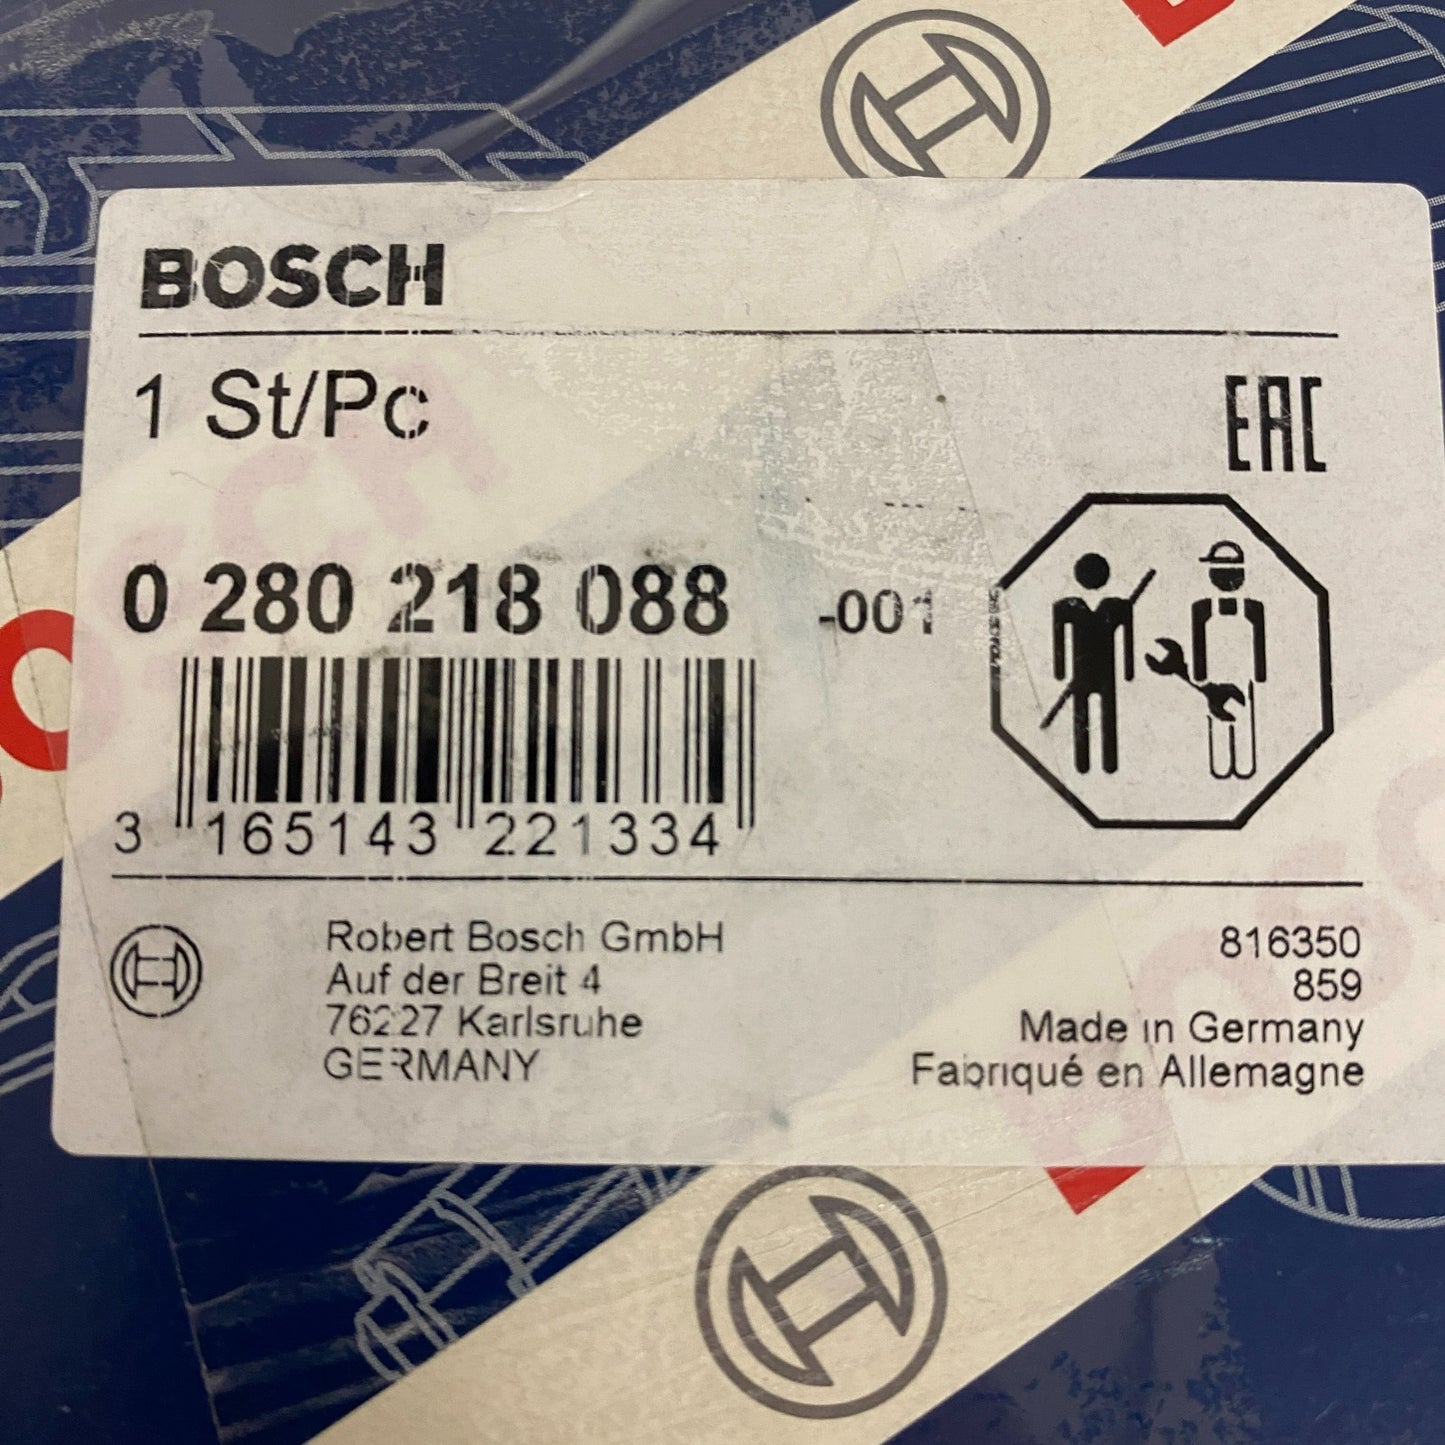 BOSCH
1 St/Pc
EAC
0 280 218 088 -001
3 165143 221334
Robert Bosch GmbH
Auf der Breit 4
76227 Karlsruhe
GERMANY
816350
859
Made in Germany
Fabriqué en Allemagne